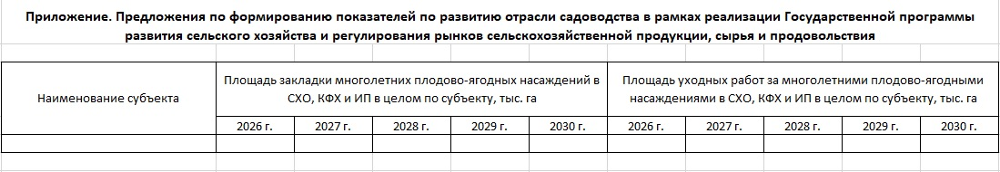 Приложение. Предложения по формированию показателей по развитию отрасли садоводства в рамках реализации Государственной программы
развития сельского хозяйства и регулирования рынков сельскохозяйственной продукции, сырья и продовольствия
Наименование субъекта
Площадь закладки многолетних плодово-ягодных насаждений в
СХО, КФХ и ИП в целом по субъекту, тыс. га
Площадь уходных работ за многолетними плодово-ягодными
насаждениями в СХО, КФХ и ИП в целом по субъекту, тыс. га
2026 г. 2027 г. 2028 г. 2029 г. 2030 г. 2026 г. 2027 г. 2028 г. 2029 г. 2030 г.